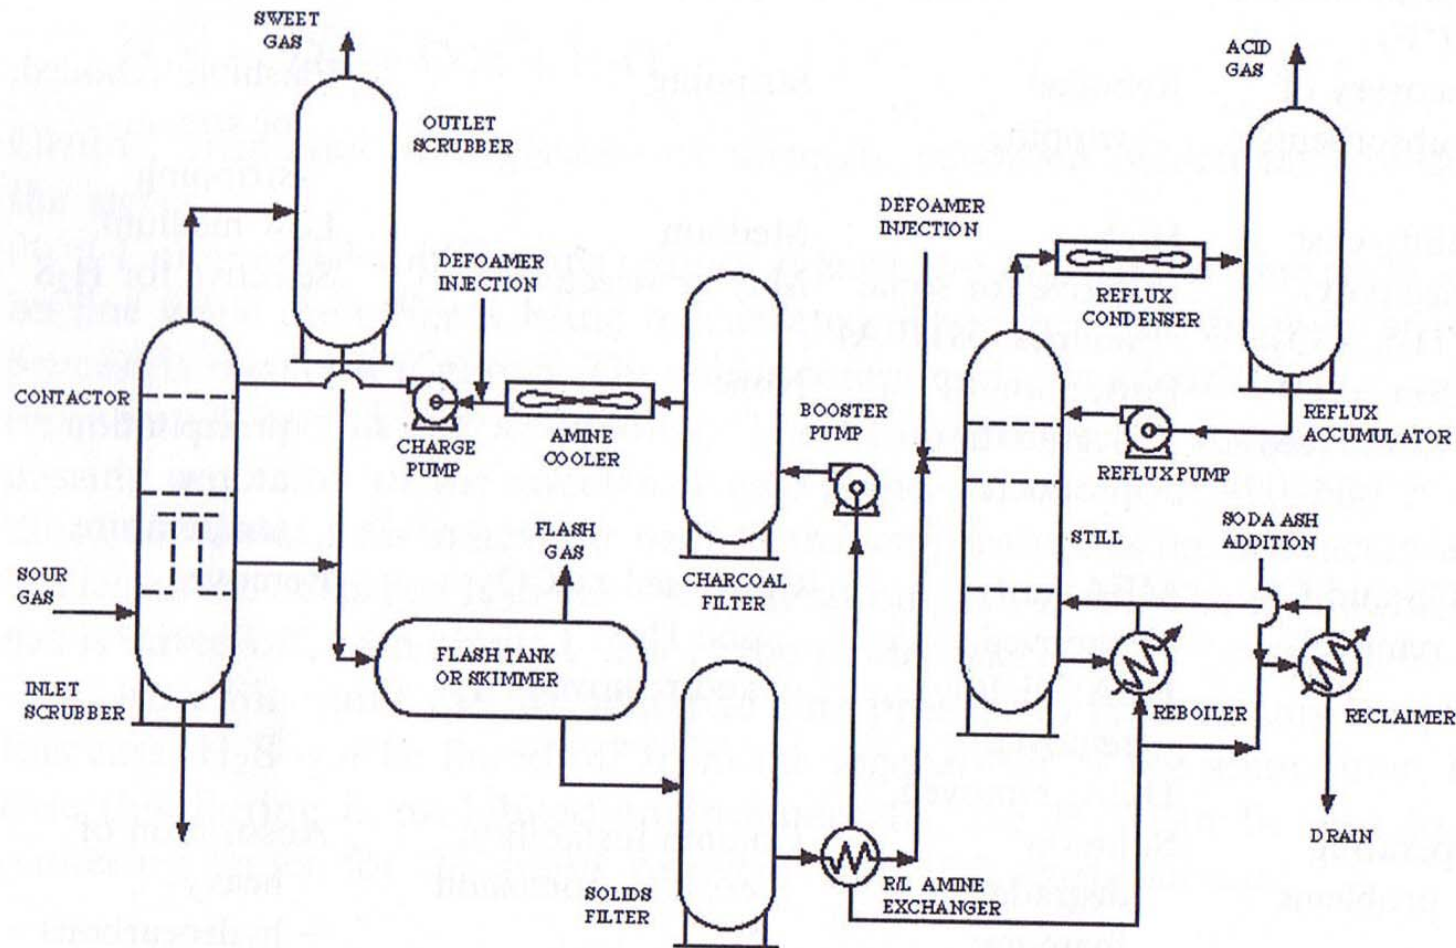 SWEET
GAS
OUTLET
SCRUBBER
DEFOAMER
INJECTION
CONTACTOR
CHARGE
PUMP
AMINE
COOLER
BOOSTER
PUMP
CHARCOAL
FILTER
FLASH
GAS
SOUR
GAS
FLASH TANK
OR SKIMMER
INLET
SCRUBBER
SOLIDS
FILTER
R/L AMINE
EXCHANGER
DEFOAMER
INJECTION
ACID
GAS
REFLUX
CONDENSER
REFLUX
ACCUMULATOR
REFLUX PUMP
STILL
SODA ASH
ADDITION
REBOILER
RECLAIMER
DRAIN